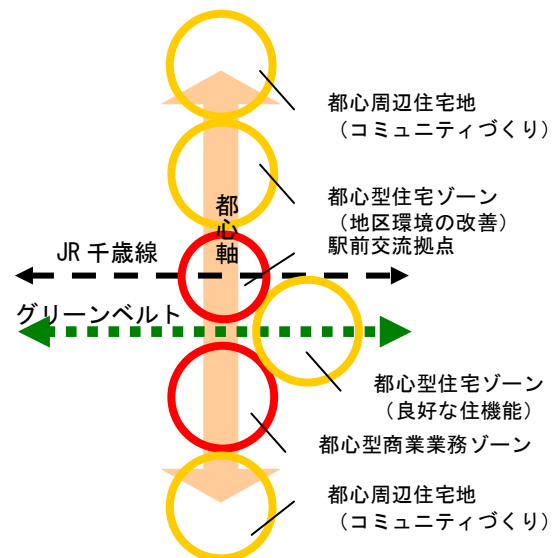 都心周辺住宅地
（コミュニティづくり）
都心型住宅ゾーン
（地区環境の改善）
駅前交流拠点
都心軸
JR 千歳線
グリーンベルト
都心型住宅ゾーン
（良好な住機能）
都心型商業業務ゾーン
都心周辺住宅地
（コミュニティづくり）